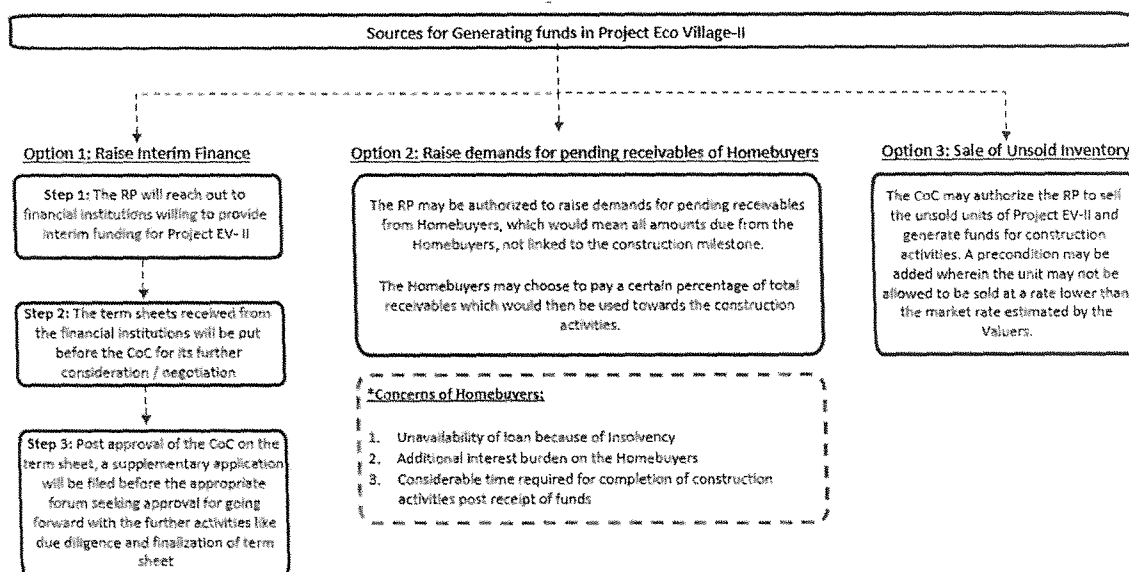 Sources for Generating funds in Project Eco Village-II
Option 1: Raise Interim Finance
Step 1: The RP will reach out to
financial institutions willing to provide
interim funding for Project EV- II
Step 2: The term sheets received from
the financial institutions will be put
before the CoC for its further
consideration / negotiation
Step 3: Post approval of the CoC on the
term sheet, a supplementary application
will be filed before the appropriate
forum seeking approval for going
forward with the further activities like
due diligence and finalization of term
sheet
Option 2: Raise demands for pending receivables of Homebuyers
The RP may be authorized to raise demands for pending receivables
from Homebuyers, which would mean all amounts due from the
Homebuyers, not linked to the construction milestone.
The Homebuyers may choose to pay a certain percentage of total
receivables which would then be used towards the construction
activities.
*Concerns of Homebuyers:
1. Unavailability of loan because of Insolvency
2. Additional interest burden on the Homebuyers
3. Considerable time required for completion of construction
activities post receipt of funds
Option 3: Sale of Unsold Inventory
The CoC may authorize the RP to sell
the unsold units of Project EV-II and
generate funds for construction
activities. A precondition may be
added wherein the unit may not be
allowed to be sold at a rate lower than
the market rate estimated by the
Valuers.